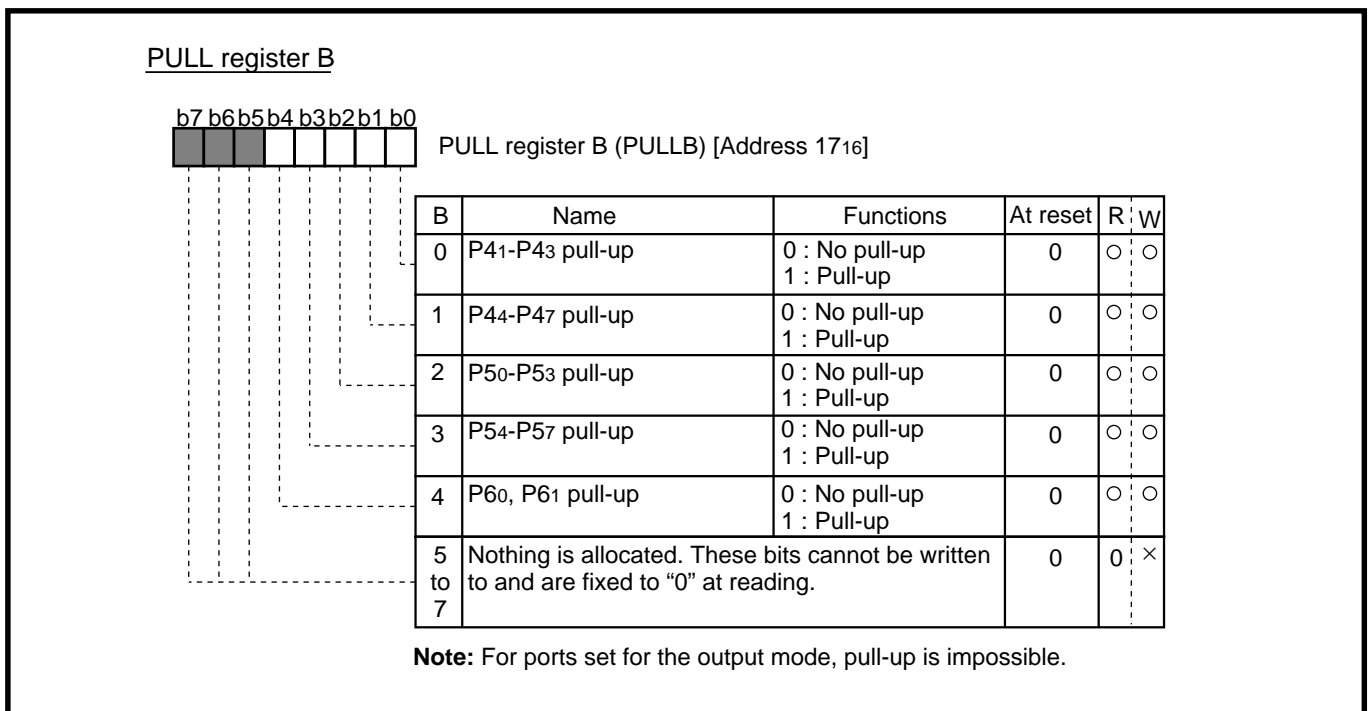 PULL register B
b7 b6 b5 b4 b3 b2 b1 b0
PULL register B (PULLB) [Address 1716]
B Name Functions At reset R W
0 P41-P43 pull-up 0 : No pull-up 0 ○ ○
1 : Pull-up
1 P44-P47 pull-up 0 : No pull-up 0 ○ ○
1 : Pull-up
2 P50-P53 pull-up 0 : No pull-up 0 ○ ○
1 : Pull-up
3 P54-P57 pull-up 0 : No pull-up 0 ○ ○
1 : Pull-up
4 P60, P61 pull-up 0 : No pull-up 0 ○ ○
1 : Pull-up
5 Nothing is allocated. These bits cannot be written 0 0 ×
to to and are fixed to “0” at reading.
7
Note: For ports set for the output mode, pull-up is impossible.